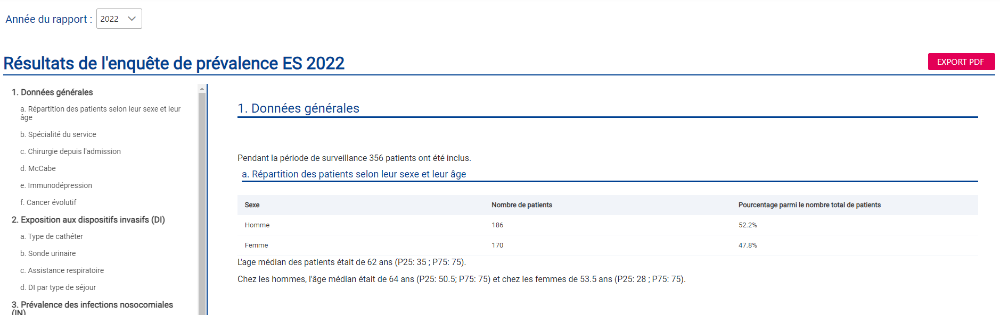 Année du rapport : 2022
Résultats de l'enquête de prévalence ES 2022
EXPORT PDF
1. Données générales
a. Répartition des patients selon leur sexe et leur
âge
b. Spécialité du service
c. Chirurgie depuis l'admission
d. McCabe
e. Immunodépression
f. Cancer évolutif
2. Exposition aux dispositifs invasifs (DI)
a. Type de cathéter
b. Sonde urinaire
c. Assistance respiratoire
d. DI par type de séjour
3. Prévalence des infections nosocomiales
(IN)
1. Données générales
Pendant la période de surveillance 356 patients ont été inclus.
a. Répartition des patients selon leur sexe et leur âge
Sexe Nombre de patients Pourcentage parmi le nombre total de patients
Homme 186 52.2%
Femme 170 47.8%
L'age médian des patients était de 62 ans (P25: 35 ; P75: 75).
Chez les hommes, l'âge médian était de 64 ans (P25: 50.5; P75: 75) et chez les femmes de 53.5 ans (P25: 28 ; P75: 75).